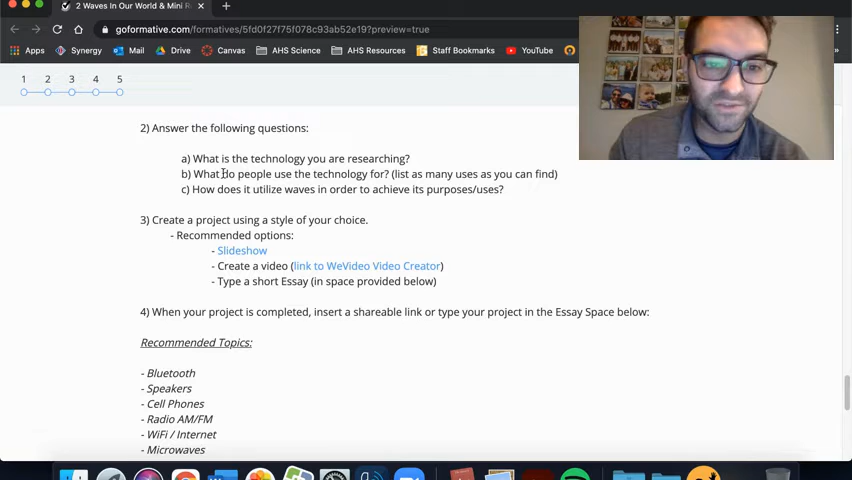 2 Waves In Our World & Mini R
goformative.com/formatives/5fd0f27f75f078c93ab52e19?preview=true
Apps Synergy Mail Drive Canvas AHS Science AHS Resources Staff Bookmarks YouTube
1 2 3 4 5
2) Answer the following questions:
a) What is the technology you are researching?
b) What do people use the technology for? (list as many uses as you can find)
c) How does it utilize waves in order to achieve its purposes/uses?
3) Create a project using a style of your choice.
- Recommended options:
- Slideshow
- Create a video (link to WeVideo Video Creator)
- Type a short Essay (in space provided below)
4) When your project is completed, insert a shareable link or type your project in the Essay Space below:
Recommended Topics:
- Bluetooth
- Speakers
- Cell Phones
- Radio AM/FM
- WiFi / Internet
- Microwaves